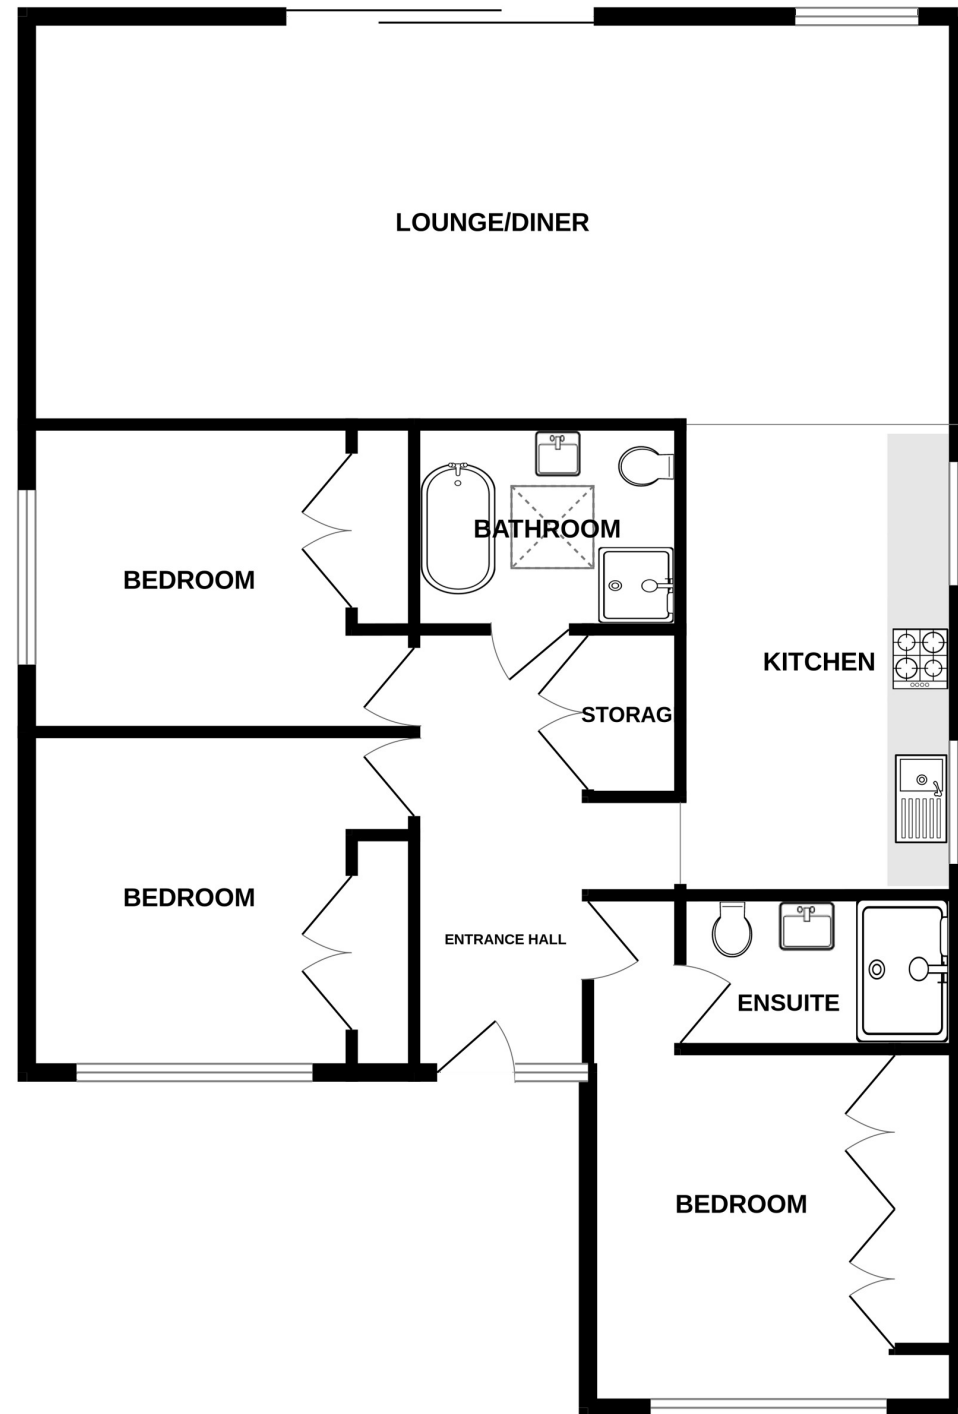 LOUNGE/DINER
BATHROOM
BEDROOM
KITCHEN
STORAG
BEDROOM
ENTRANCE HALL
ENSUITE
BEDROOM